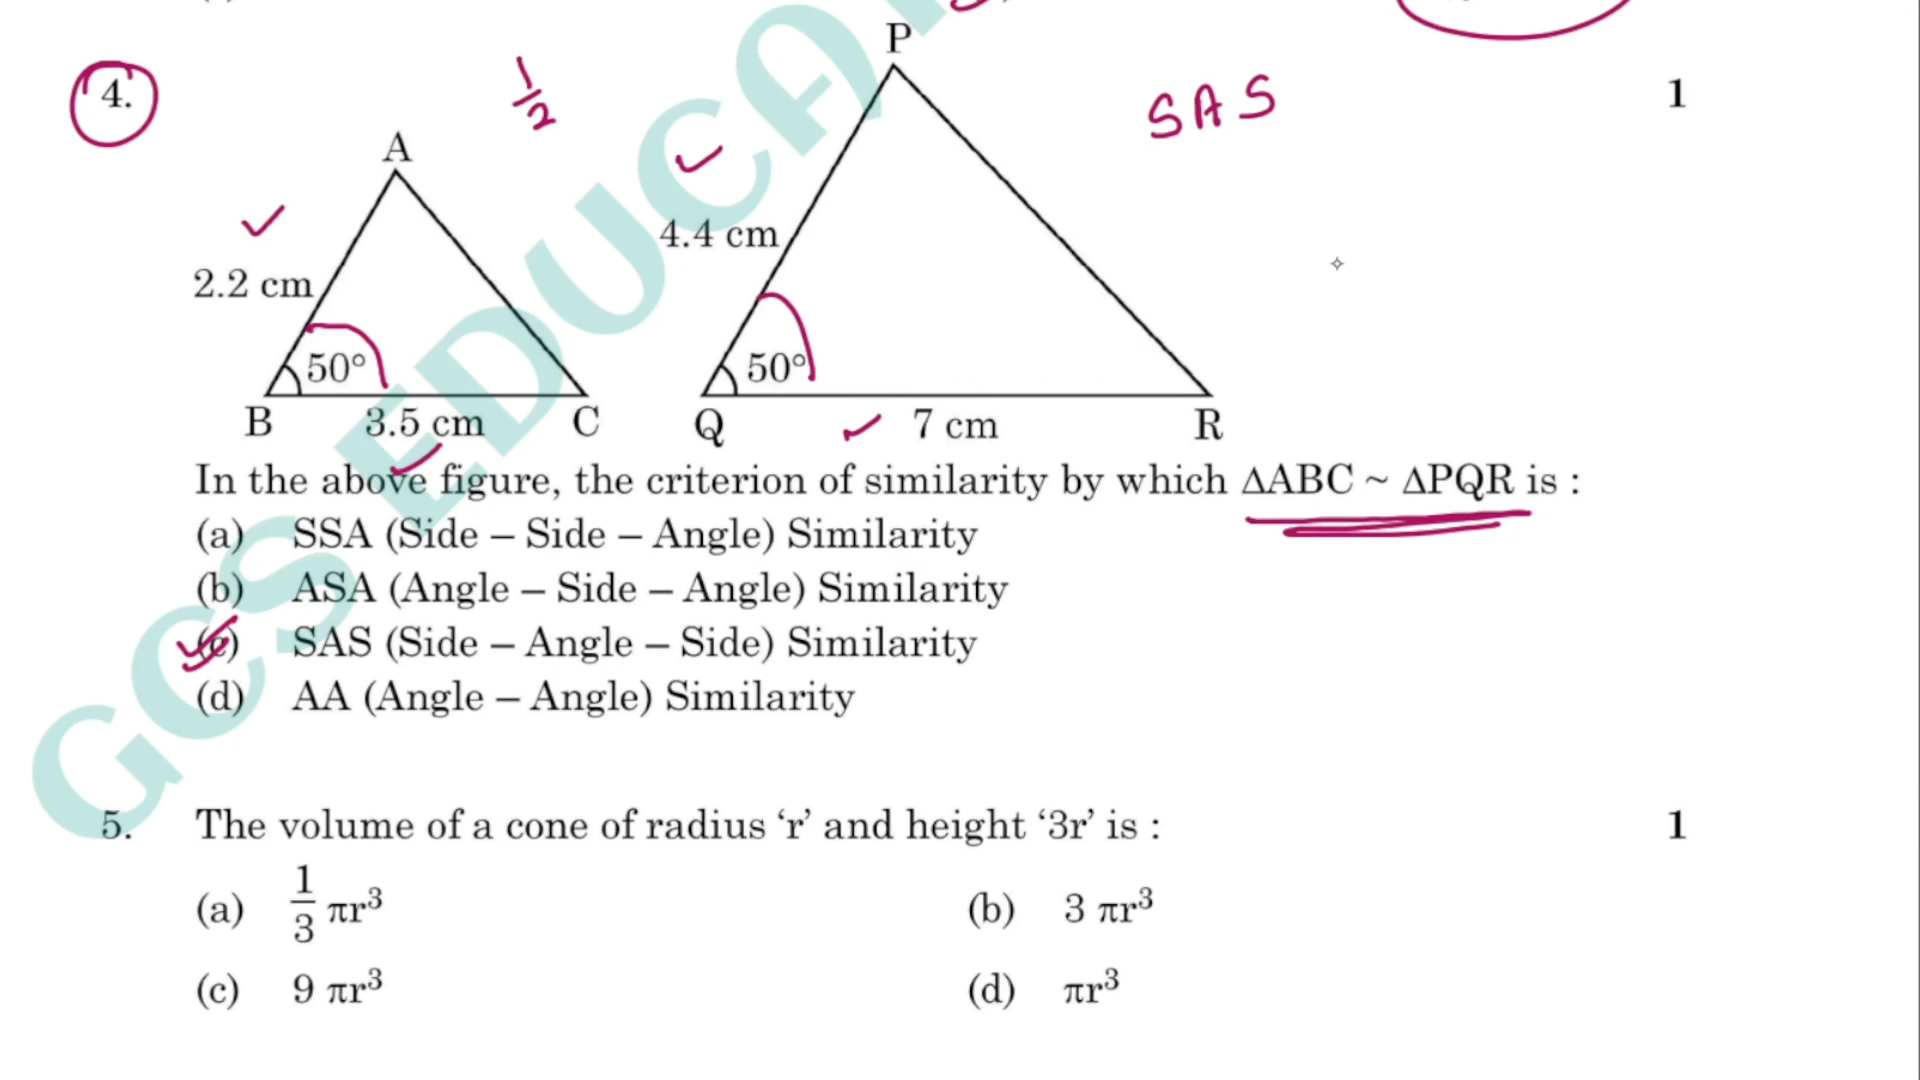 4.
1/2
P
SAS
1
A
4.4 cm
2.2 cm
50°
50°
B 3.5 cm C Q 7 cm R
In the above figure, the criterion of similarity by which ΔABC ~ ΔPQR is :
(a) SSA (Side – Side – Angle) Similarity
(b) ASA (Angle – Side – Angle) Similarity
(c) SAS (Side – Angle – Side) Similarity
(d) AA (Angle – Angle) Similarity
5. The volume of a cone of radius ‘r’ and height ‘3r’ is : 1
(a) 1/3 πr³ (b) 3 πr³
(c) 9 πr³ (d) πr³